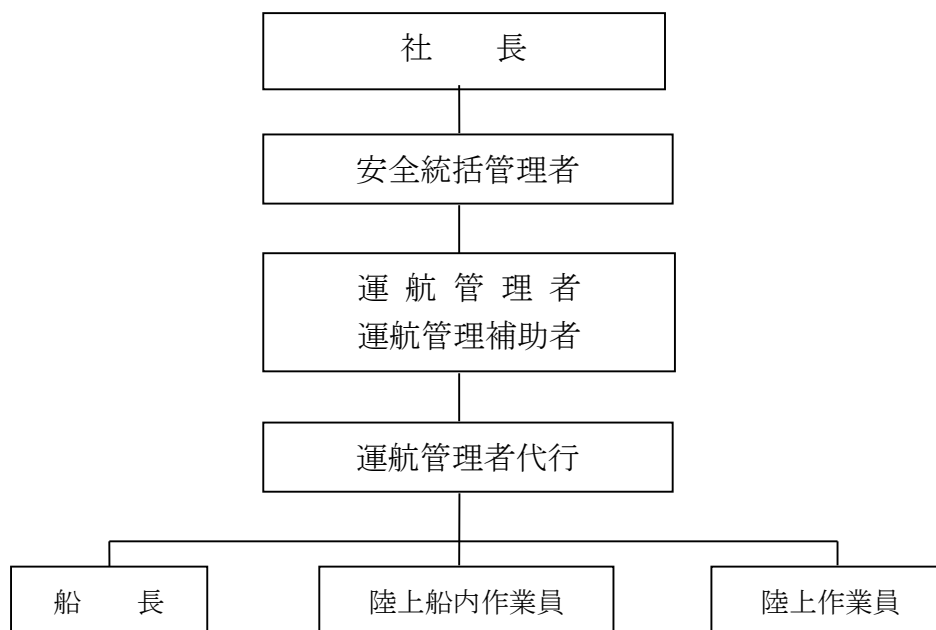 社　　長
安全統括管理者
運 航 管 理 者
運航管理補助者
運航管理者代行
船　　長
陸上船内作業員
陸上作業員